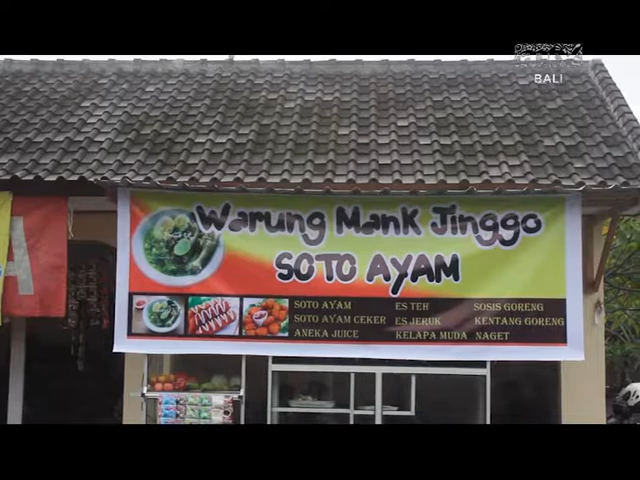 BALI
Warung Mank Jinggo
SOTO AYAM
SOTO AYAM ES TEH SOSIS GORENG
SOTO AYAM CEKER ES JERUK KENTANG GORENG
ANEKA JUICE KELAPA MUDA NAGET
A